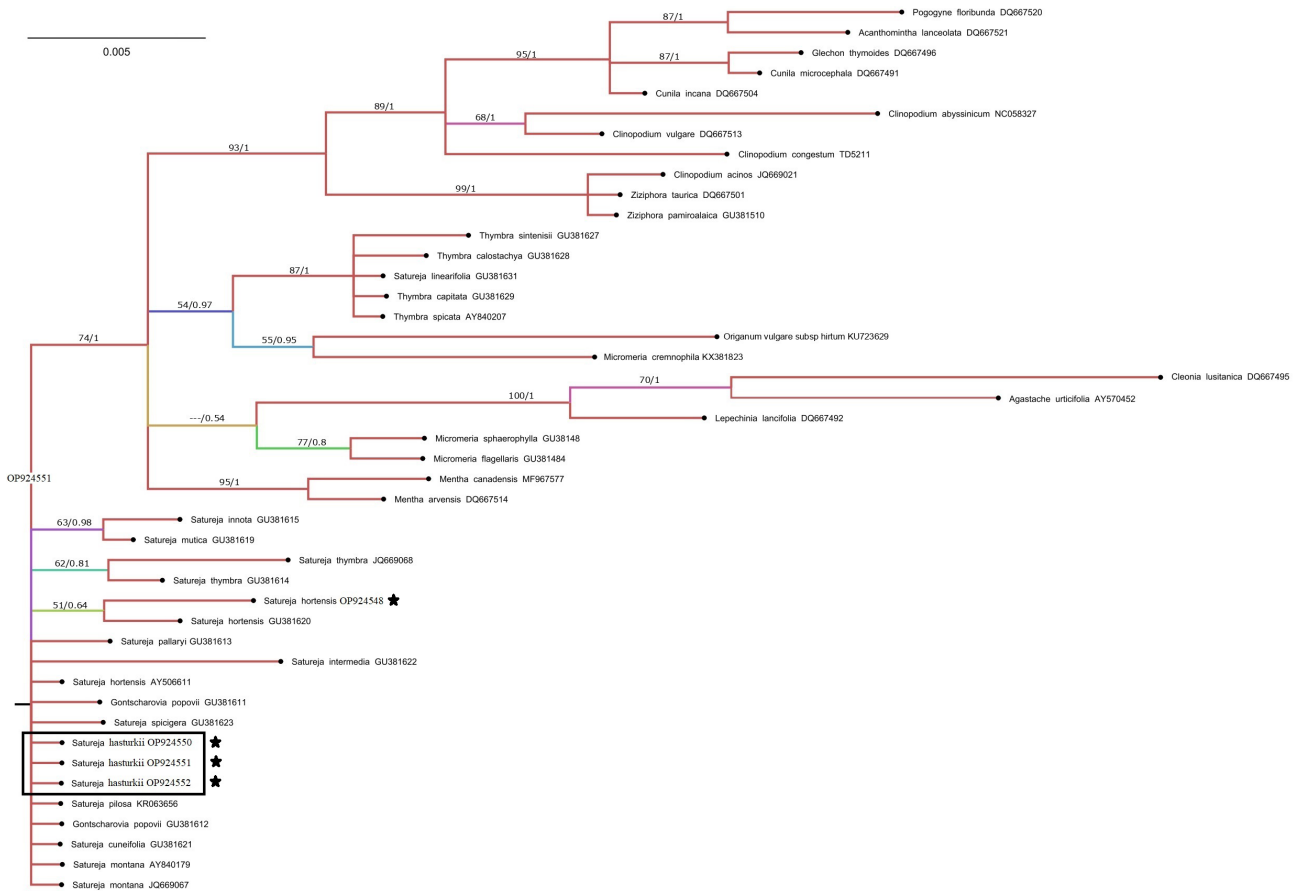 Pogogyne floribunda DQ667520
87/1
0.005
Acanthomintha lanceolata DQ667521
Glechon thymoides DQ667496
95/1
87/1
Cunila microcephala DQ667491
Cunila incana DQ667504
89/1
Clinopodium abyssinicum NC058327
68/1
Clinopodium vulgare DQ667513
93/1
Clinopodium congestum TD5211
Clinopodium acinos JQ669021
99/1
Ziziphora taurica DQ667501
Ziziphora pamiroalaica GU381510
Thymbra sintenisii GU381627
Thymbra calostachya GU381628
87/1
Satureja linearifolia GU381631
Thymbra capitata GU381629
54/0.97
Thymbra spicata AY840207
Origanum vulgare subsp hirtum KU723629
74/1
55/0.95
Micromeria cremnophila KX381823
Cleonia lusitanica DQ667495
70/1
100/1
Agastache urticifolia AY570452
Lepechinia lancifolia DQ667492
---/0.54
Micromeria sphaerophylla GU38148
77/0.8
Micromeria flagellaris GU381484
OP924551
Mentha canadensis MF967577
95/1
Mentha arvensis DQ667514
Satureja innota GU381615
63/0.98
Satureja mutica GU381619
Satureja thymbra JQ669068
62/0.81
Satureja thymbra GU381614
Satureja hortensis OP924548
51/0.64
Satureja hortensis GU381620
Satureja pallaryi GU381613
Satureja intermedia GU381622
Satureja hortensis AY506611
Gontscharovia popovii GU381611
Satureja spicigera GU381623
Satureja hasturkii OP924550
Satureja hasturkii OP924551
Satureja hasturkii OP924552
Satureja pilosa KR063656
Gontscharovia popovii GU381612
Satureja cuneifolia GU381621
Satureja montana AY840179
Satureja montana JQ669067